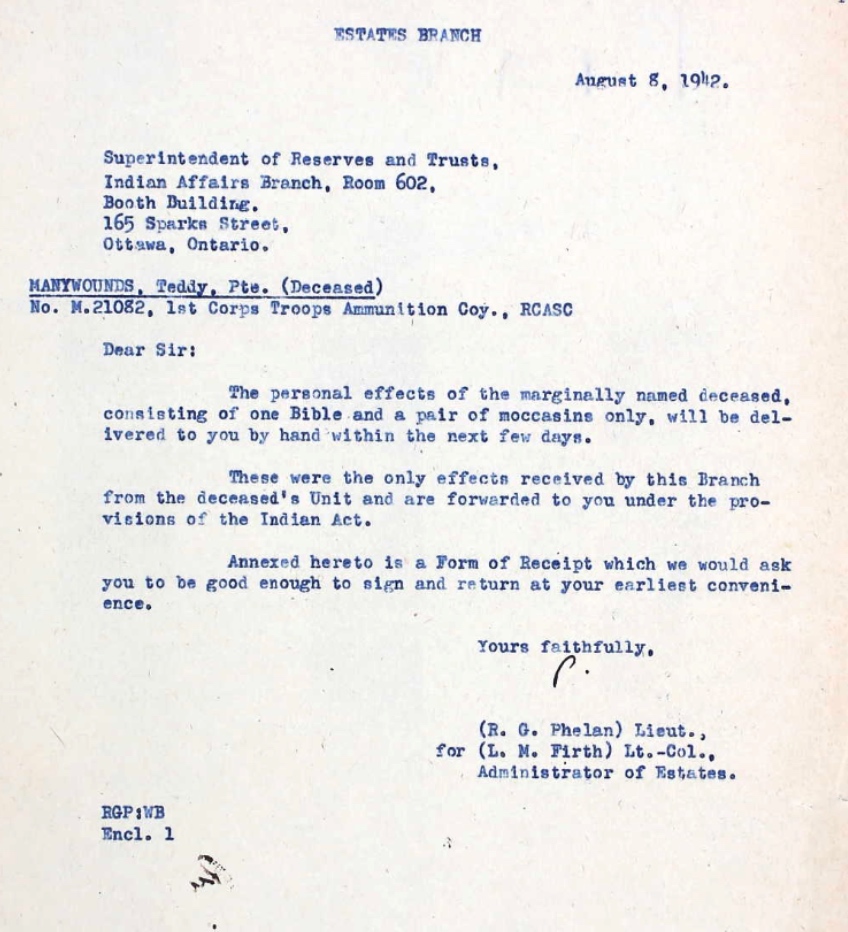 ESTATES BRANCH
August 8, 1942.
Superintendent of Reserves and Trusts,
Indian Affairs Branch, Room 602,
Booth Building,
165 Sparks Street,
Ottawa, Ontario.
MANYWOUNDS, Teddy, Pte. (Deceased)
No. M.21082, 1st Corps Troops Ammunition Coy., RCASC
Dear Sir:
The personal effects of the marginally named deceased,
consisting of one Bible and a pair of moccasins only, will be del-
ivered to you by hand within the next few days.
These were the only effects received by this Branch
from the deceased's Unit and are forwarded to you under the pro-
visions of the Indian Act.
Annexed hereto is a Form of Receipt which we would ask
you to be good enough to sign and return at your earliest conveni-
ence.
Yours faithfully,
(R. G. Phelan) Lieut.,
for (L. M. Firth) Lt.-Col.,
Administrator of Estates.
RGP:WB
Encl. 1